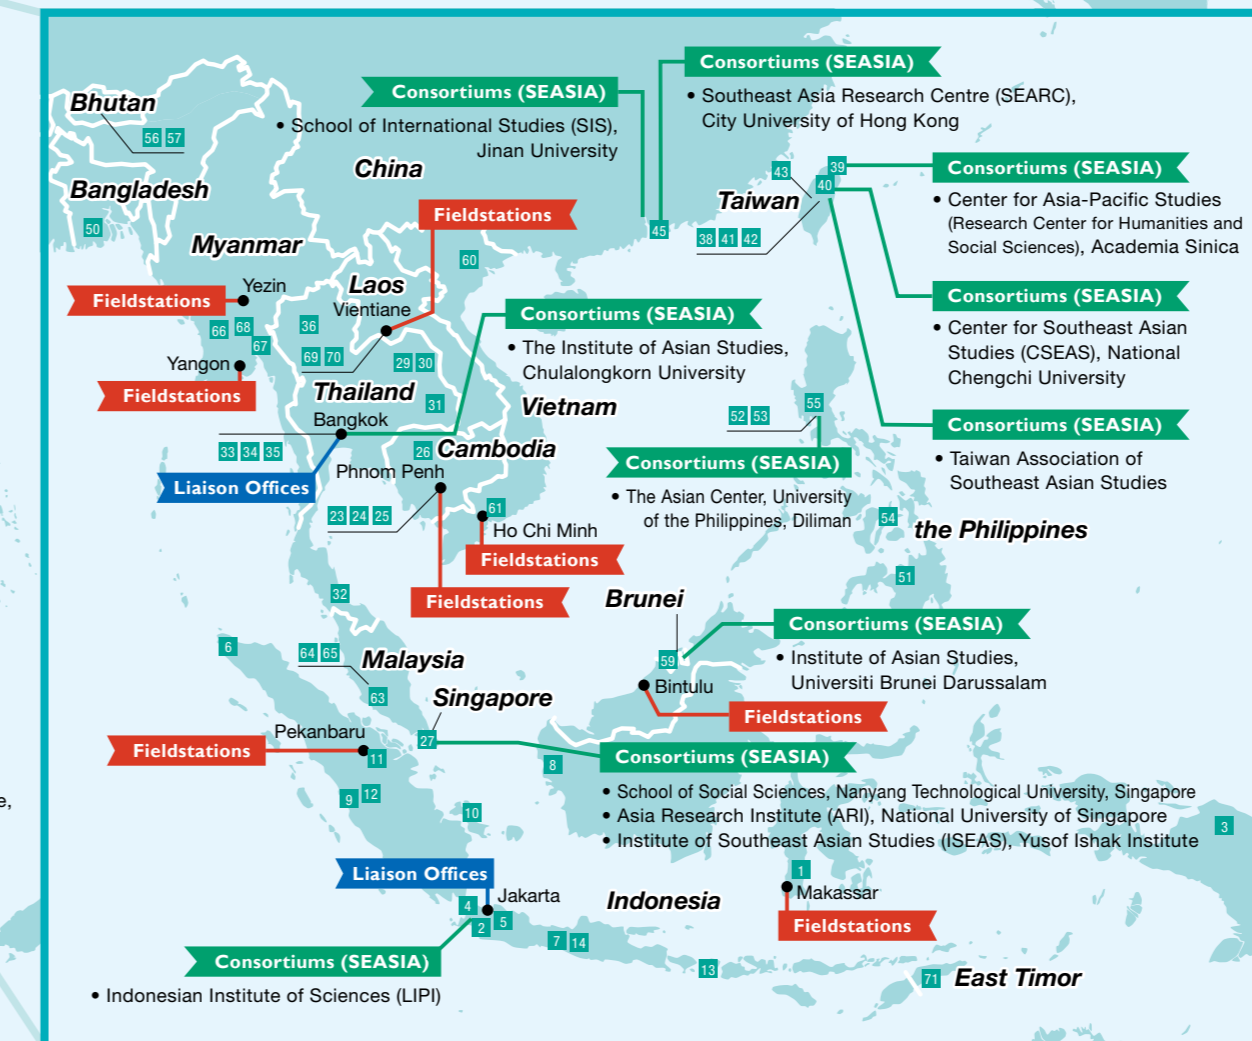 Consortiums (SEASIA)
• Southeast Asia Research Centre (SEARC),
City University of Hong Kong
Consortiums (SEASIA)
• School of International Studies (SIS),
Jinan University
Bhutan
56 57
China
Bangladesh
50
Myanmar
Taiwan
43
39
40
38 41 42
45
Consortiums (SEASIA)
• Center for Asia-Pacific Studies
(Research Center for Humanities and
Social Sciences), Academia Sinica
Consortiums (SEASIA)
• Center for Southeast Asian
Studies (CSEAS), National
Chengchi University
Consortiums (SEASIA)
• Taiwan Association of
Southeast Asian Studies
Fieldstations
60
Laos
Vientiane
Fieldstations
Yezin
66 68
67
Yangon
Fieldstations
36
69 70
29 30
31
Thailand
Bangkok
33 34 35
Liaison Offices
Consortiums (SEASIA)
• The Institute of Asian Studies,
Chulalongkorn University
Vietnam
26
Cambodia
Phnom Penh
23 24 25
61
Ho Chi Minh
Fieldstations
Fieldstations
52 53
55
Consortiums (SEASIA)
• The Asian Center, University
of the Philippines, Diliman
54
the Philippines
51
32
Brunei
59
Consortiums (SEASIA)
• Institute of Asian Studies,
Universiti Brunei Darussalam
Bintulu
Fieldstations
6
64 65
Malaysia
63
Singapore
27
Consortiums (SEASIA)
• School of Social Sciences, Nanyang Technological University, Singapore
• Asia Research Institute (ARI), National University of Singapore
• Institute of Southeast Asian Studies (ISEAS), Yusof Ishak Institute
Pekanbaru
Fieldstations
11
8
9 12
10
e,
3
Liaison Offices
Jakarta
4
2
5
Indonesia
1
Makassar
Fieldstations
7 14
13
71
East Timor
Consortiums (SEASIA)
• Indonesian Institute of Sciences (LIPI)